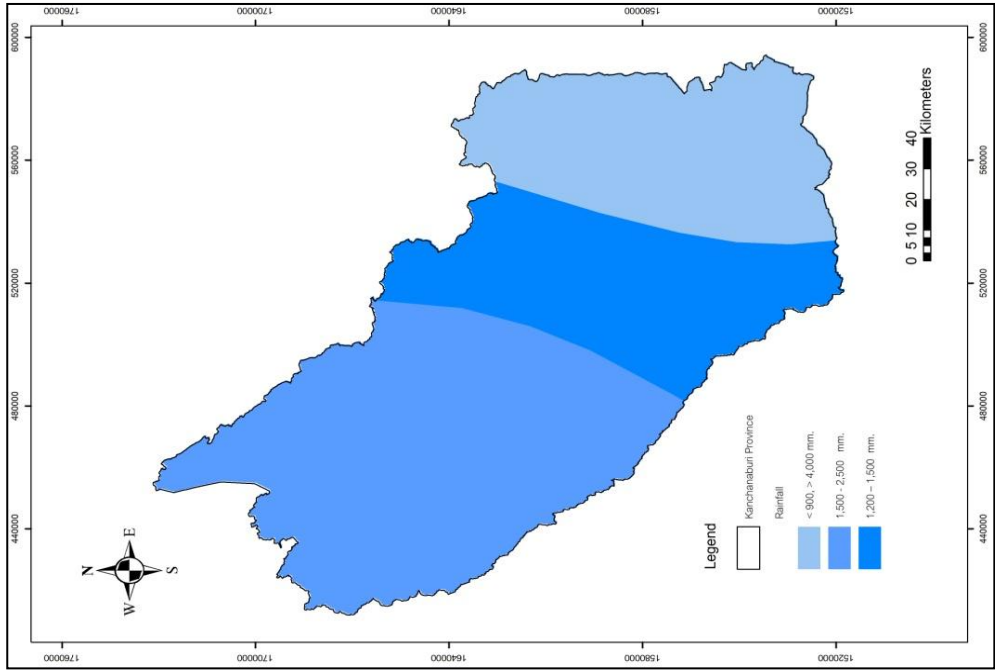 440000 480000 520000 560000 600000
1760000 1760000
N
W E
S
1700000 1700000
1640000 1640000
1580000 1580000
Legend
Kanchanaburi Province
Rainfall
< 900, > 4,000 mm.
1,500 - 2,500 mm.
1,200 – 1,500 mm.
1520000 1520000
0 5 10 20 30 40
Kilometers
440000 480000 520000 560000 600000